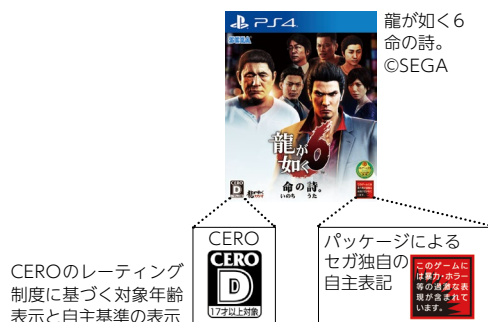 PS4
SEGA
龍が如く6
命の詩。
©SEGA
龍が
如く6
命の詩。
いのち うた
CERO
D
CERO
CERO
D
17才以上対象
パッケージによる
セガ独自の
自主表記
このゲームに
は暴力・ホラー
等の過激な表
現が含まれて
います。
CEROのレーティング
制度に基づく対象年齢
表示と自主基準の表示